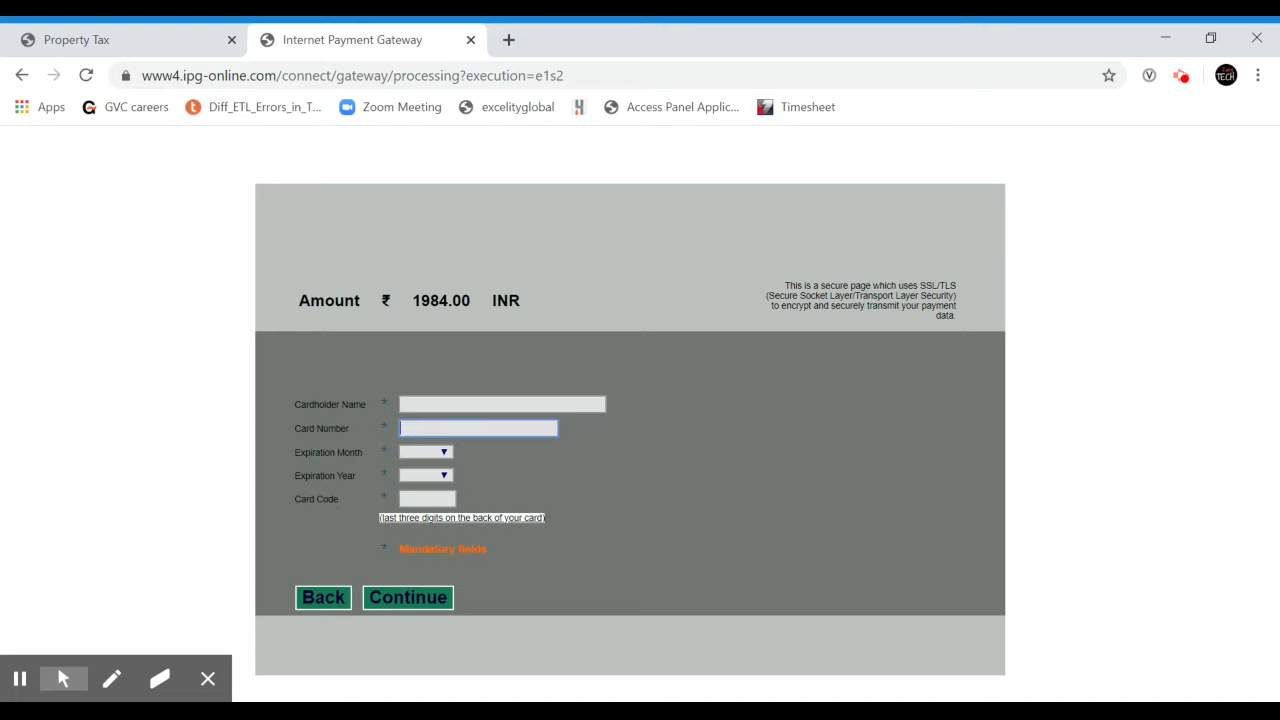 Property Tax
Internet Payment Gateway
www4.ipg-online.com/connect/gateway/processing?execution=e1s2
V
TECH
Apps
GVC careers
Diff_ETL_Errors_in_T...
Zoom Meeting
excelityglobal
Access Panel Applic...
Timesheet
Amount ₹ 1984.00 INR
This is a secure page which uses SSL/TLS
(Secure Socket Layer/Transport Layer Security)
to encrypt and securely transmit your payment
data.
Cardholder Name *
Card Number *
Expiration Month *
Expiration Year *
Card Code *
(last three digits on the back of your card)
* Mandatory fields
Back Continue